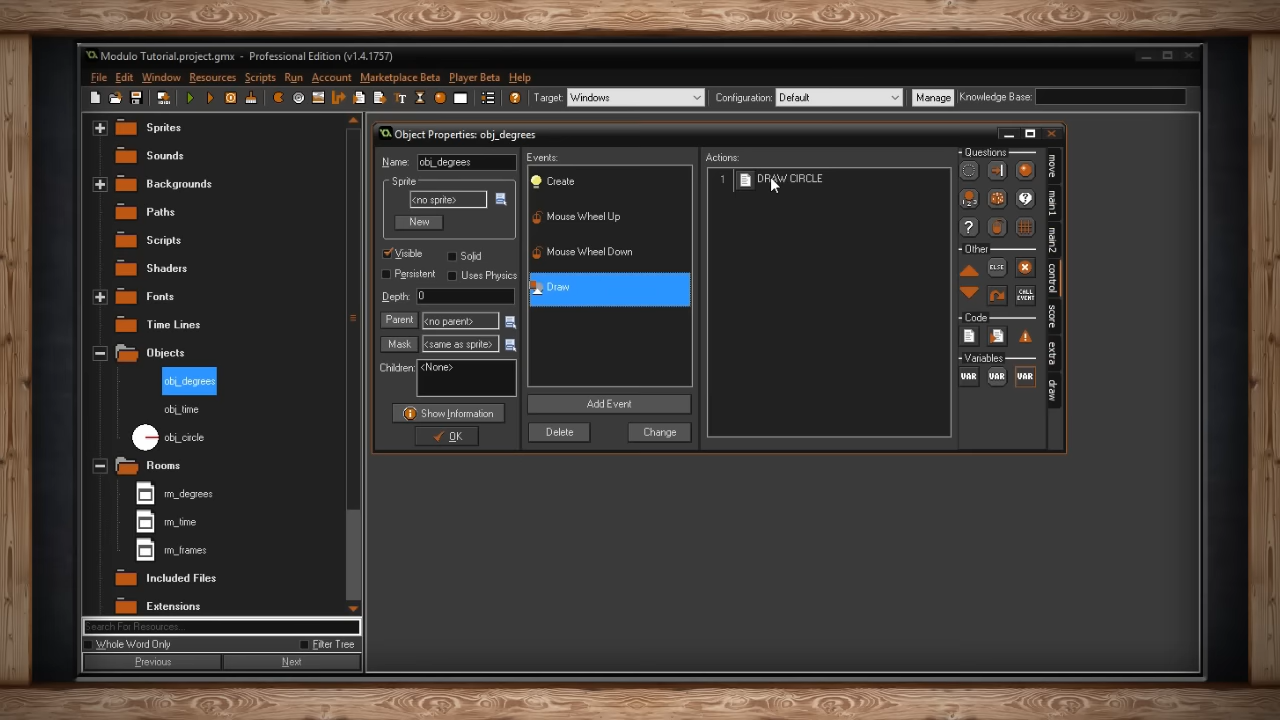 Modulo Tutorial.project.gmx - Professional Edition (v1.4.1757)
File Edit Window Resources Scripts Run Account Marketplace Beta Player Beta Help
Target: Windows Configuration: Default Manage Knowledge Base:
Sprites
Sounds
Backgrounds
Paths
Scripts
Shaders
Fonts
Time Lines
Objects
obj_degrees
obj_time
obj_circle
Rooms
rm_degrees
rm_time
rm_frames
Included Files
Extensions
Search For Resources...
Whole Word Only Filter Tree
Previous Next
Object Properties: obj_degrees
Name: obj_degrees
Sprite
<no sprite>
New
Visible Solid
Persistent Uses Physics
Depth: 0
Parent <no parent>
Mask <same as sprite>
Children: <None>
Show Information
OK
Events:
Create
Mouse Wheel Up
Mouse Wheel Down
Draw
Add Event
Delete Change
Actions:
1 DRAW CIRCLE
Questions
Other
ELSE
CALL EVENT
Code
Variables
VAR VAR VAR
move
main1
main2
control
score
extra
draw